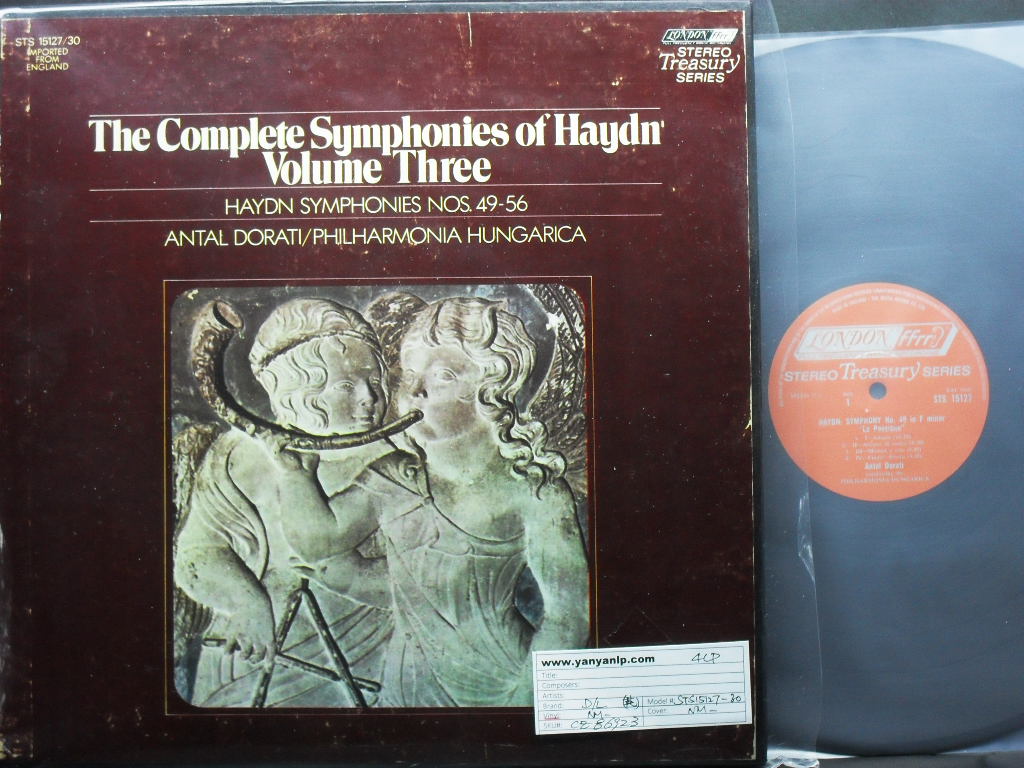 STS 15127/30
IMPORTED
FROM
ENGLAND
LONDON ffrr
STEREO
Treasury
SERIES
The Complete Symphonies of Haydn
Volume Three
HAYDN SYMPHONIES NOS. 49-56
ANTAL DORATI/PHILHARMONIA HUNGARICA
LONDON ffrr
STEREO Treasury SERIES
1
STS 15127
HAYDN: SYMPHONY No. 49 in F minor
"La Passione"
Antal Dorati
PHILHARMONIA HUNGARICA
www.yanyanlp.com 4LP
Title:
Composers:
Artists:
Brand: D/L Model #: STS15127-30
Vinyl: NM- Cover: NM-
SKU#: